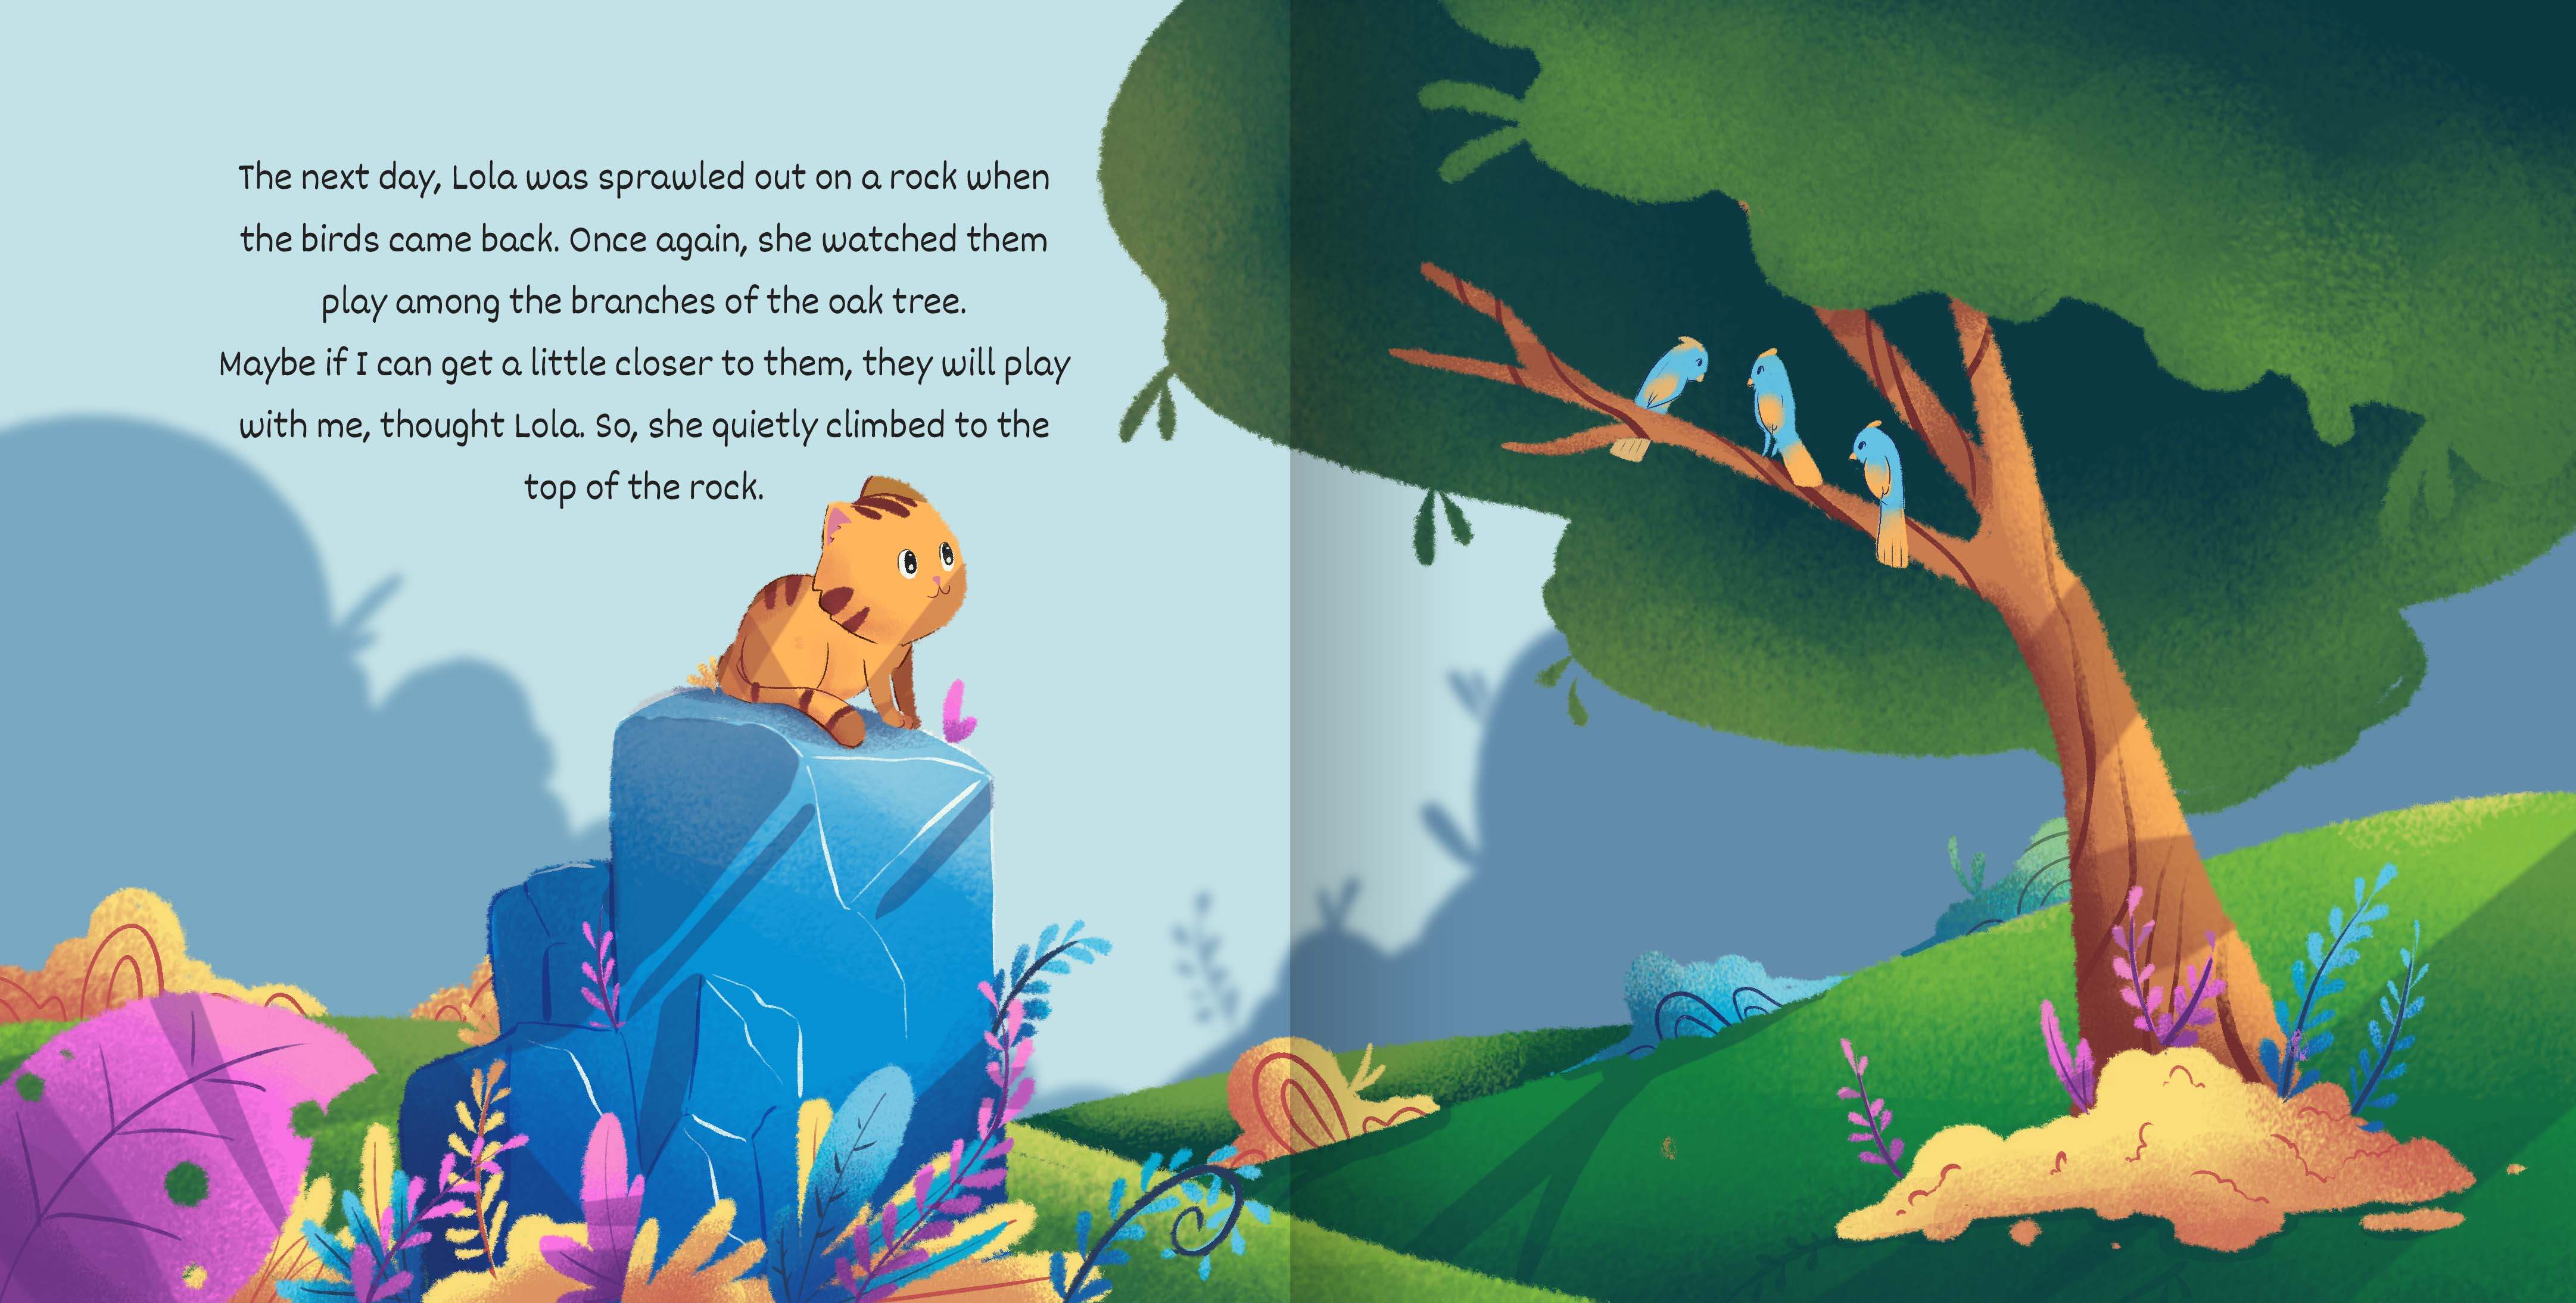 The next day, Lola was sprawled out on a rock when
the birds came back. Once again, she watched them
play among the branches of the oak tree.
Maybe if I can get a little closer to them, they will play
with me, thought Lola. So, she quietly climbed to the
top of the rock.